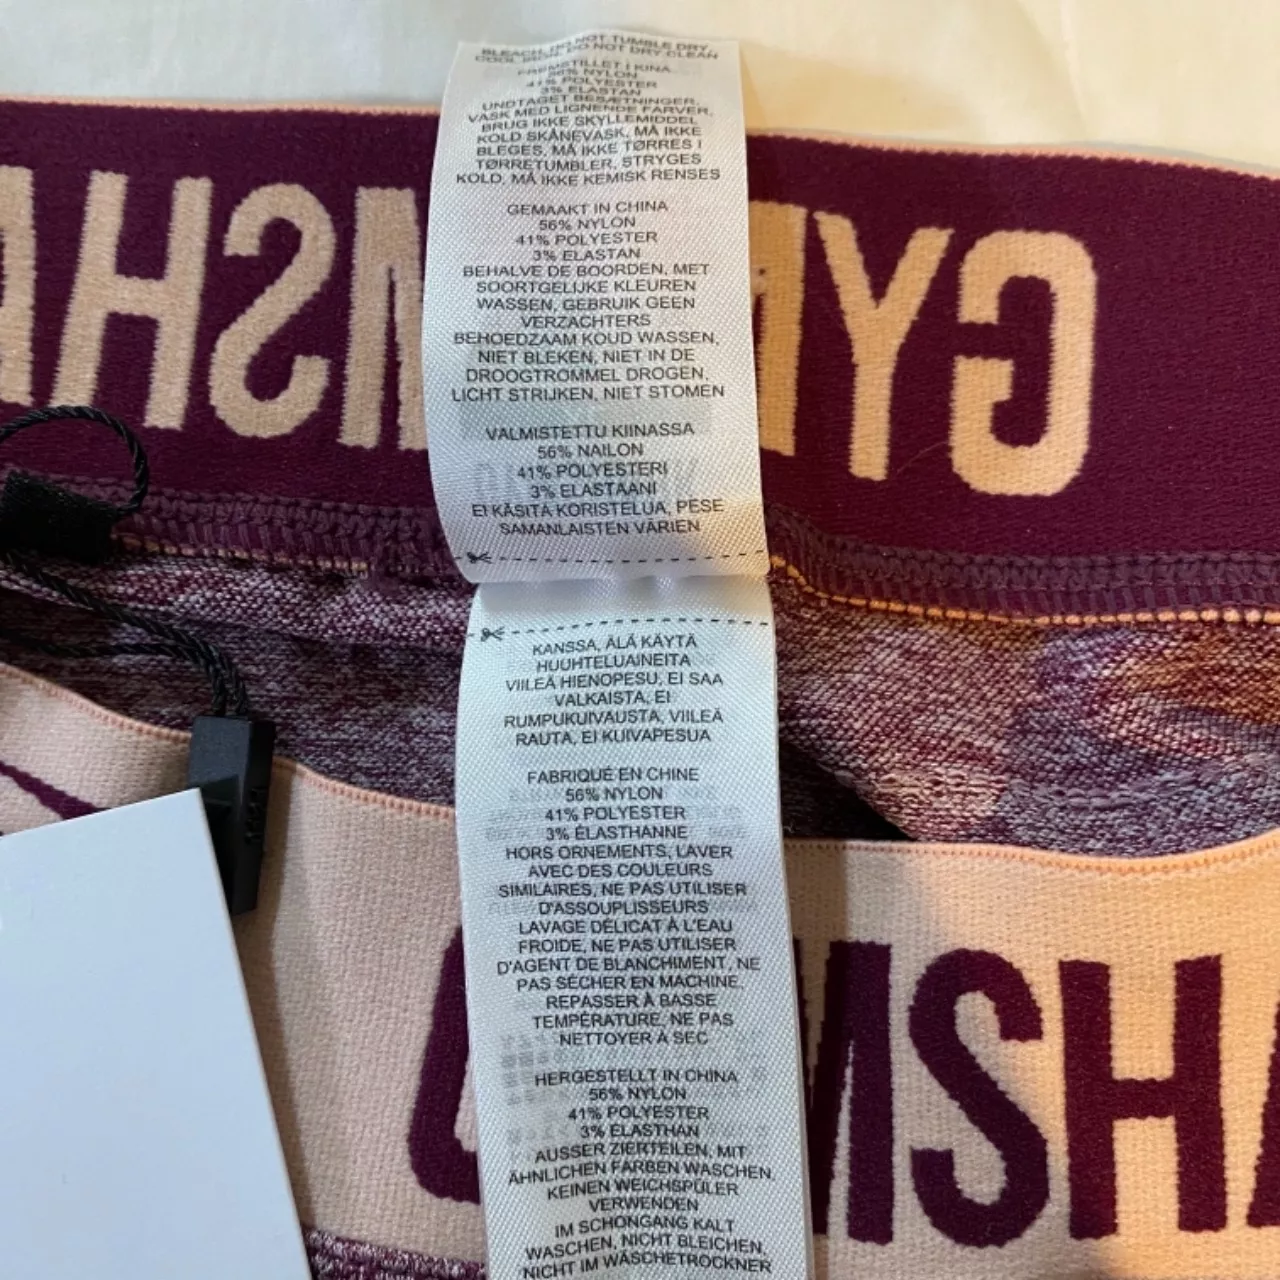 BLEACH, DO NOT TUMBLE DRY,
COOL IRON, DO NOT DRY CLEAN
FREMSTILLET I KINA
56% NYLON
41% POLYESTER
3% ELASTAN
UNDTAGET BESÆTNINGER,
VASK MED LIGNENDE FARVER,
BRUG IKKE SKYLLEMIDDEL
KOLD SKÅNEVASK, MÅ IKKE
BLEGES, MÅ IKKE TØRRES I
TØRRETUMBLER, STRYGES
KOLD, MÅ IKKE KEMISK RENSES
GEMAAKT IN CHINA
56% NYLON
41% POLYESTER
3% ELASTAN
BEHALVE DE BOORDEN, MET
SOORTGELIJKE KLEUREN
WASSEN, GEBRUIK GEEN
VERZACHTERS
BEHOEDZAAM KOUD WASSEN,
NIET BLEKEN, NIET IN DE
DROOGTROMMEL DROGEN,
LICHT STRIJKEN, NIET STOMEN
VALMISTETTU KIINASSA
56% NAILON
41% POLYESTERI
3% ELASTAANI
EI KÄSITÄ KORISTELUA, PESE
SAMANLAISTEN VÄRIEN
KANSSA, ÄLÄ KÄYTÄ
HUUHTELUAINEITA
VIILEÄ HIENOPESU, EI SAA
VALKAISTA, EI
RUMPUKUIVAUSTA, VIILEÄ
RAUTA, EI KUIVAPESUA
FABRIQUÉ EN CHINE
56% NYLON
41% POLYESTER
3% ÉLASTHANNE
HORS ORNEMENTS, LAVER
AVEC DES COULEURS
SIMILAIRES, NE PAS UTILISER
D'ASSOUPLISSEURS
LAVAGE DÉLICAT À L'EAU
FROIDE, NE PAS UTILISER
D'AGENT DE BLANCHIMENT, NE
PAS SÉCHER EN MACHINE,
REPASSER À BASSE
TEMPÉRATURE, NE PAS
NETTOYER À SEC
HERGESTELLT IN CHINA
56% NYLON
41% POLYESTER
3% ELASTHAN
AUSSER ZIERTEILEN, MIT
ÄHNLICHEN FARBEN WASCHEN,
KEINEN WEICHSPÜLER
VERWENDEN
IM SCHONGANG KALT
WASCHEN, NICHT BLEICHEN,
NICHT IM WÄSCHETROCKNER
GYMSHA
MSHA